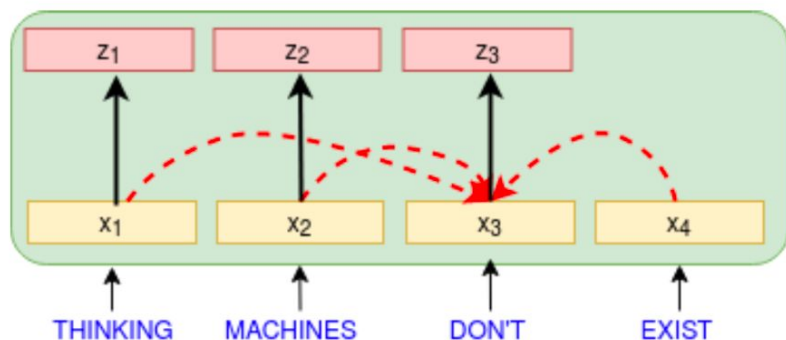 z₁ z₂ z₃
x₁ x₂ x₃ x₄
THINKING MACHINES DON'T EXIST